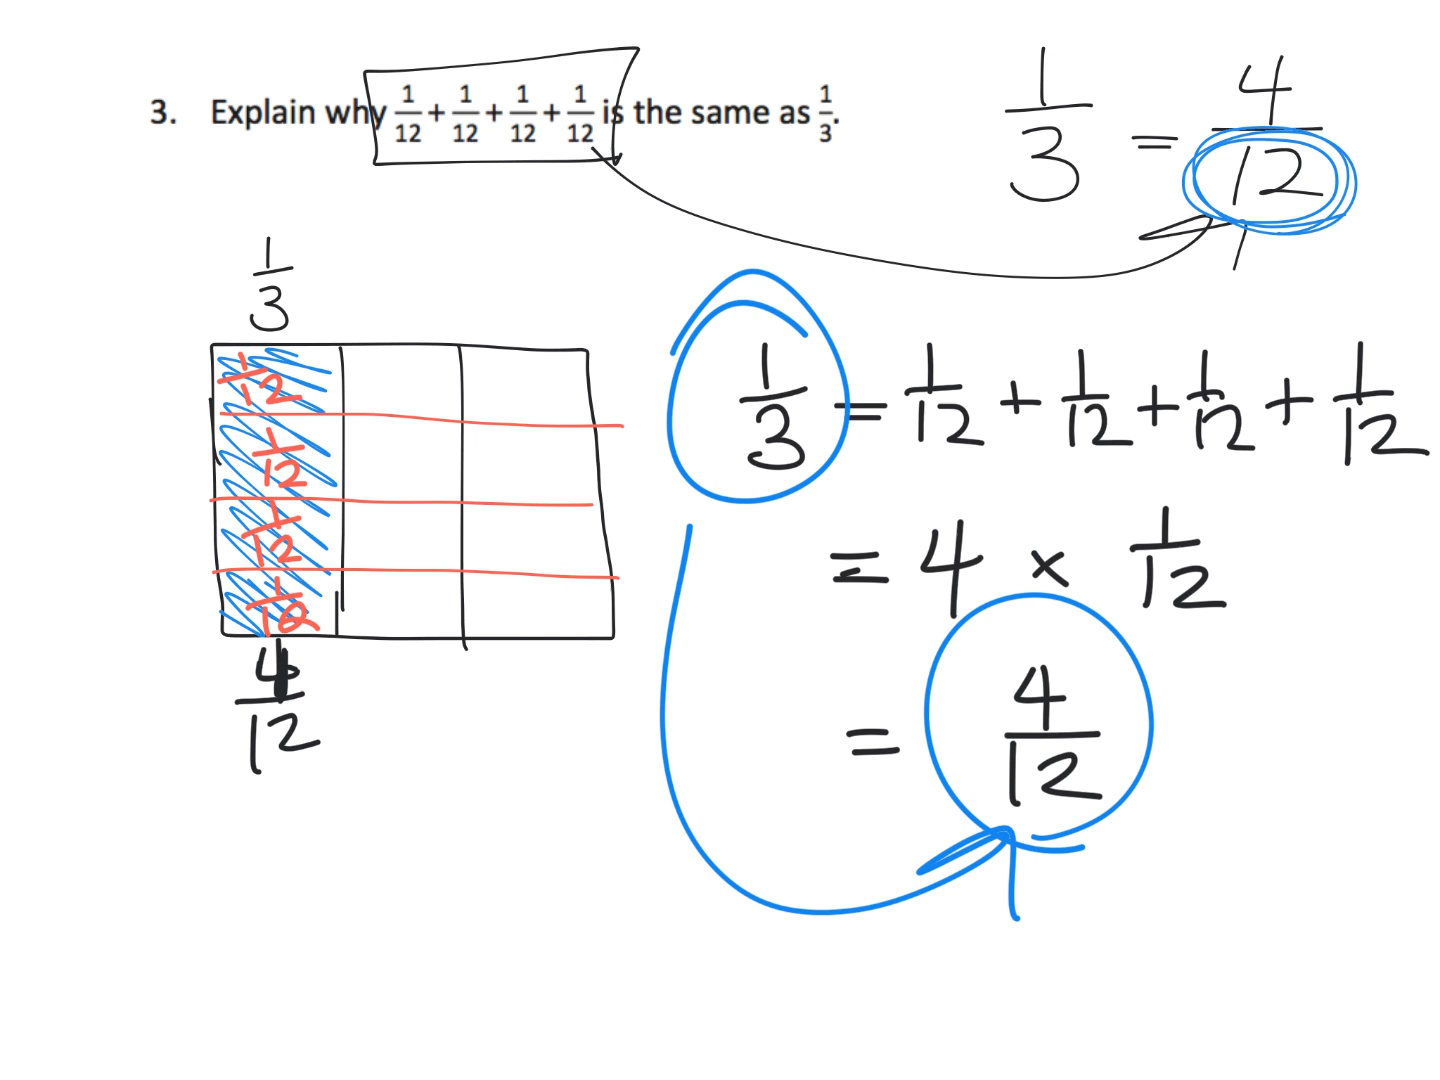 3. Explain why 1/12 + 1/12 + 1/12 + 1/12 is the same as 1/3.
1/3 = 4/12
1/3
1/12
1/12
1/12
1/12
4/12
1/3 = 1/12 + 1/12 + 1/12 + 1/12
= 4 × 1/12
= 4/12